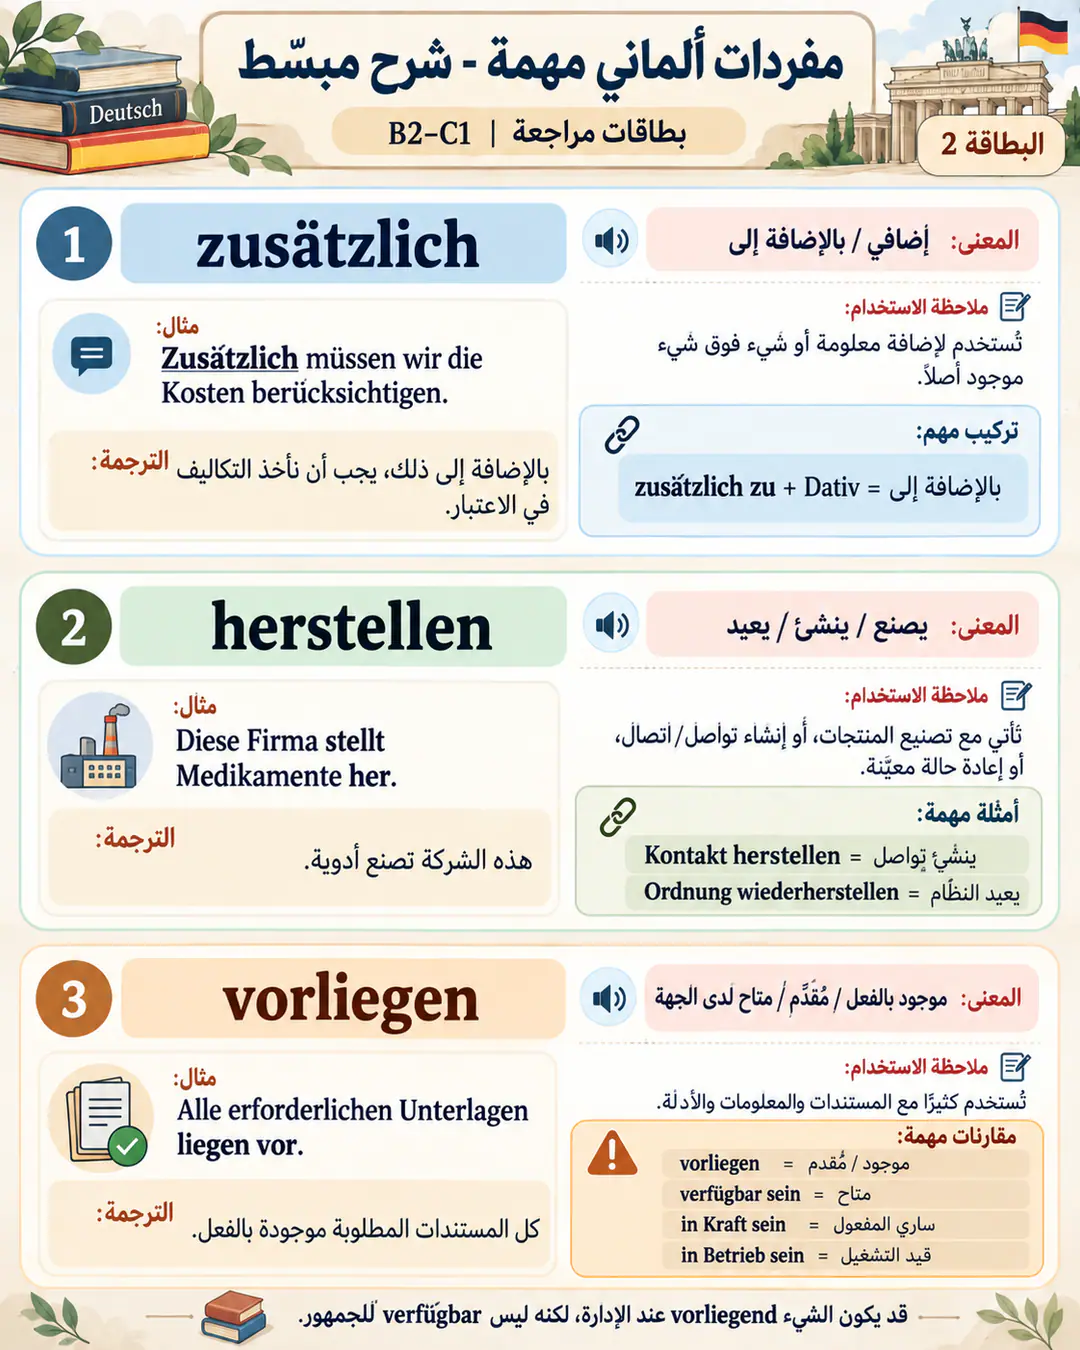 Deutsch
مفردات ألماني مهمة - شرح مبسّط
بطاقات مراجعة | B2–C1
البطاقة 2
1
zusätzlich
المعنى: إضافي / بالإضافة إلى
مثال:
Zusätzlich müssen wir die
Kosten berücksichtigen.
الترجمة: بالإضافة إلى ذلك، يجب أن نأخذ التكاليف
في الاعتبار.
ملاحظة الاستخدام:
تُستخدم لإضافة معلومة أو شيء فوق شيء
موجود أصلاً.
تركيب مهم:
zusätzlich zu + Dativ = بالإضافة إلى
2
herstellen
المعنى: يصنع / ينشئ / يعيد
مثال:
Diese Firma stellt
Medikamente her.
الترجمة:
هذه الشركة تصنع أدوية.
ملاحظة الاستخدام:
تأتي مع تصنيع المنتجات، أو إنشاء تواصل/اتصال،
أو إعادة حالة معيَّنة.
أمثلة مهمة:
Kontakt herstellen = ينشئ تواصل
Ordnung wiederherstellen = يعيد النظام
3
vorliegen
المعنى: موجود بالفعل / مُقدَّم / متاح لدى الجهة
مثال:
Alle erforderlichen Unterlagen
liegen vor.
الترجمة:
كل المستندات المطلوبة موجودة بالفعل.
ملاحظة الاستخدام:
تُستخدم كثيرًا مع المستندات والمعلومات والأدلة.
مقارنات مهمة:
vorliegen = موجود / مُقدم
verfügbar sein = متاح
in Kraft sein = ساري المفعول
in Betrieb sein = قيد التشغيل
قد يكون الشيء vorliegend عند الإدارة، لكنه ليس verfügbar للجمهور.